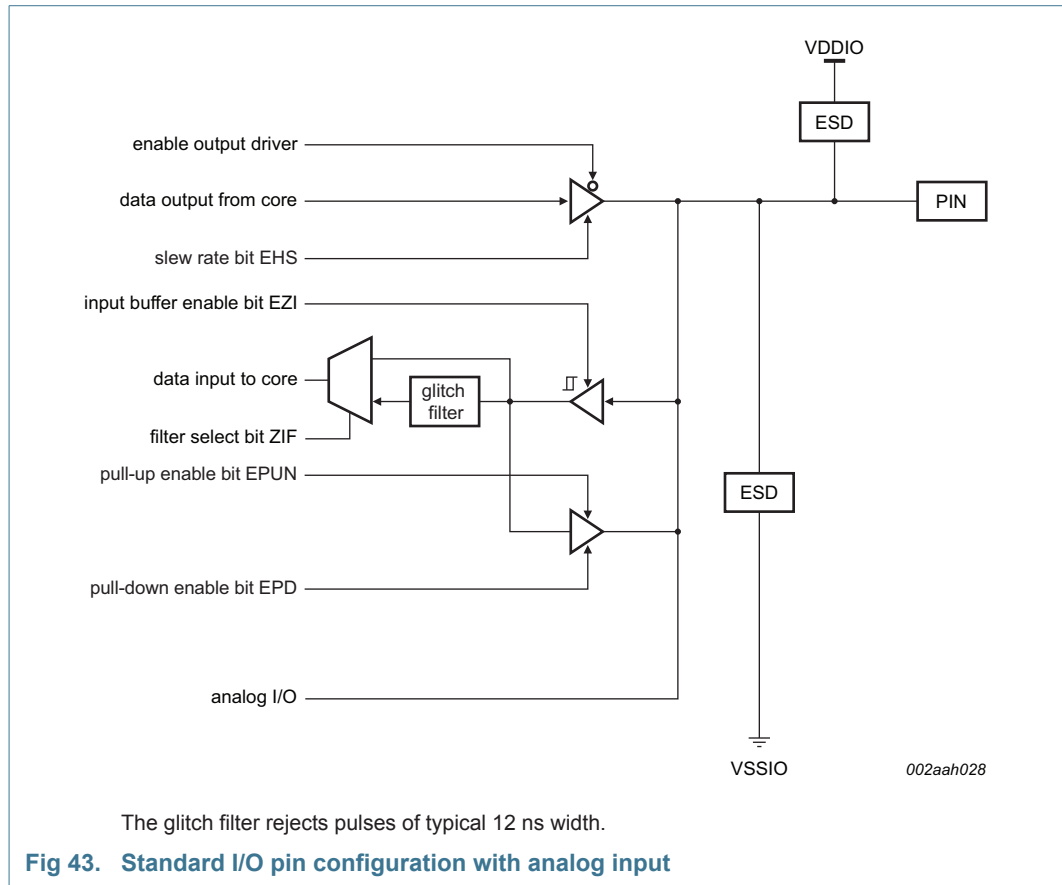 VDDIO
ESD
enable output driver
data output from core
PIN
slew rate bit EHS
input buffer enable bit EZI
data input to core
glitch
filter
filter select bit ZIF
pull-up enable bit EPUN
ESD
pull-down enable bit EPD
analog I/O
VSSIO
002aah028
The glitch filter rejects pulses of typical 12 ns width.
Fig 43. Standard I/O pin configuration with analog input